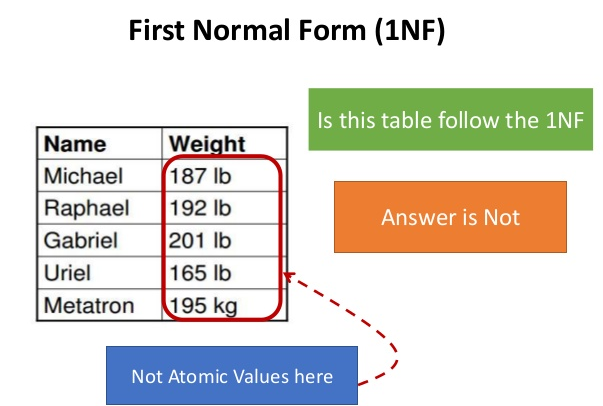 First Normal Form (1NF)
Is this table follow the 1NF
Name Weight
Michael 187 lb
Raphael 192 lb
Gabriel 201 lb
Uriel 165 lb
Metatron 195 kg
Answer is Not
Not Atomic Values here